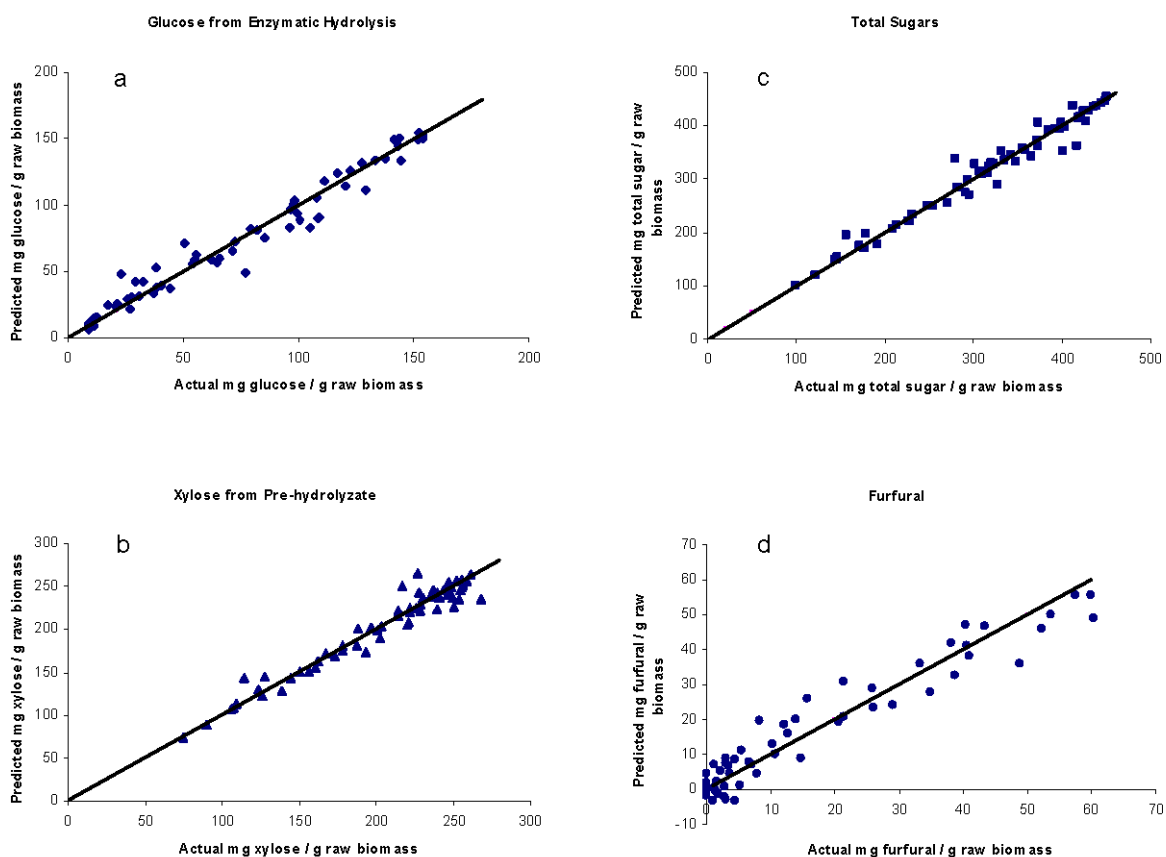 Glucose from Enzymatic Hydrolysis
a
200
150
100
50
0
0 50 100 150 200
Predicted mg glucose / g raw biomass
Actual mg glucose / g raw biomass
Total Sugars
c
500
400
300
200
100
0
0 100 200 300 400 500
Predicted mg total sugar / g raw
biomass
Actual mg total sugar / g raw biomass
Xylose from Pre-hydrolyzate
b
300
250
200
150
100
50
0
0 50 100 150 200 250 300
Predicted mg xylose / g raw biomass
Actual mg xylose / g raw biomass
Furfural
d
70
60
50
40
30
20
10
0
-10
0 10 20 30 40 50 60 70
Predicted mg furfural / g raw
biomass
Actual mg furfural / g raw biomass